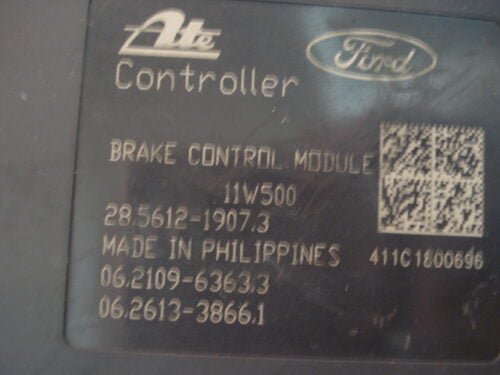 Ate Ford
Controller
BRAKE CONTROL MODULE
11W500
28.5612-1907.3
MADE IN PHILIPPINES 411C1800696
06.2109-6363.3
06.2613-3866.1